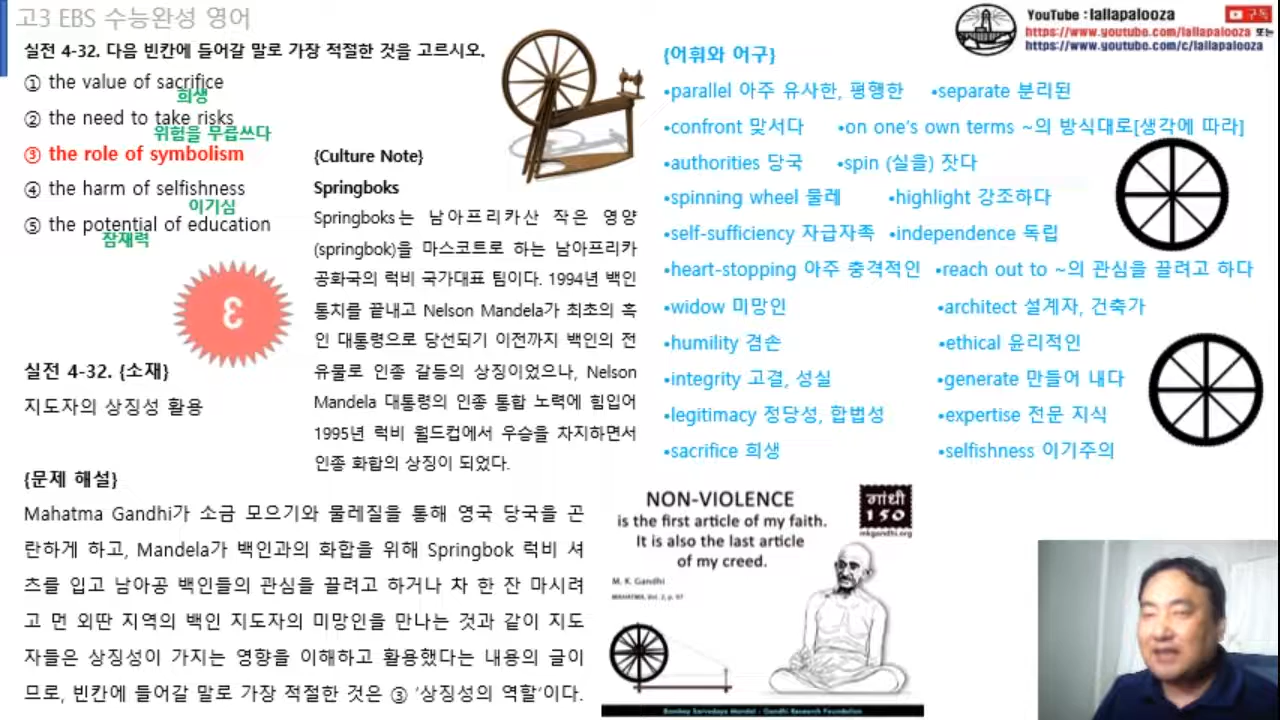 고3 EBS 수능완성 영어
실전 4-32. 다음 빈칸에 들어갈 말로 가장 적절한 것을 고르시오.
① the value of sacrifice
희생
② the need to take risks
위험을 무릅쓰다
③ the role of symbolism
④ the harm of selfishness
이기심
⑤ the potential of education
잠재력
3
실전 4-32. {소재}
지도자의 상징성 활용
{Culture Note}
Springboks
Springboks는 남아프리카산 작은 영양
(springbok)을 마스코트로 하는 남아프리카
공화국의 럭비 국가대표 팀이다. 1994년 백인
통치를 끝내고 Nelson Mandela가 최초의 흑
인 대통령으로 당선되기 이전까지 백인의 전
유물로 인종 갈등의 상징이었으나, Nelson
Mandela 대통령의 인종 통합 노력에 힘입어
1995년 럭비 월드컵에서 우승을 차지하면서
인종 화합의 상징이 되었다.
{문제 해설}
Mahatma Gandhi가 소금 모으기와 물레질을 통해 영국 당국을 곤
란하게 하고, Mandela가 백인과의 화합을 위해 Springbok 럭비 셔
츠를 입고 남아공 백인들의 관심을 끌려고 하거나 차 한 잔 마시려
고 먼 외딴 지역의 백인 지도자의 미망인을 만나는 것과 같이 지도
자들은 상징성이 가지는 영향을 이해하고 활용했다는 내용의 글이
므로, 빈칸에 들어갈 말로 가장 적절한 것은 ③ ‘상징성의 역할’이다.
YouTube : lallapalooza
구독
https://www.youtube.com/lallapalooza 또는
https://www.youtube.com/c/lallapalooza
{어휘와 어구}
•parallel 아주 유사한, 평행한 •separate 분리된
•confront 맞서다 •on one's own terms ~의 방식대로[생각에 따라]
•authorities 당국 •spin (실을) 잣다
•spinning wheel 물레 •highlight 강조하다
•self-sufficiency 자급자족 •independence 독립
•heart-stopping 아주 충격적인 •reach out to ~의 관심을 끌려고 하다
•widow 미망인 •architect 설계자, 건축가
•humility 겸손 •ethical 윤리적인
•integrity 고결, 성실 •generate 만들어 내다
•legitimacy 정당성, 합법성 •expertise 전문 지식
•sacrifice 희생 •selfishness 이기주의
NON-VIOLENCE
is the first article of my faith.
It is also the last article
of my creed.
M. K. Gandhi
MAHATMA, Vol. 2, p. 97
गांधी
150
mkgandhi.org
Bombay Sarvodaya Mandal : Gandhi Research Foundation